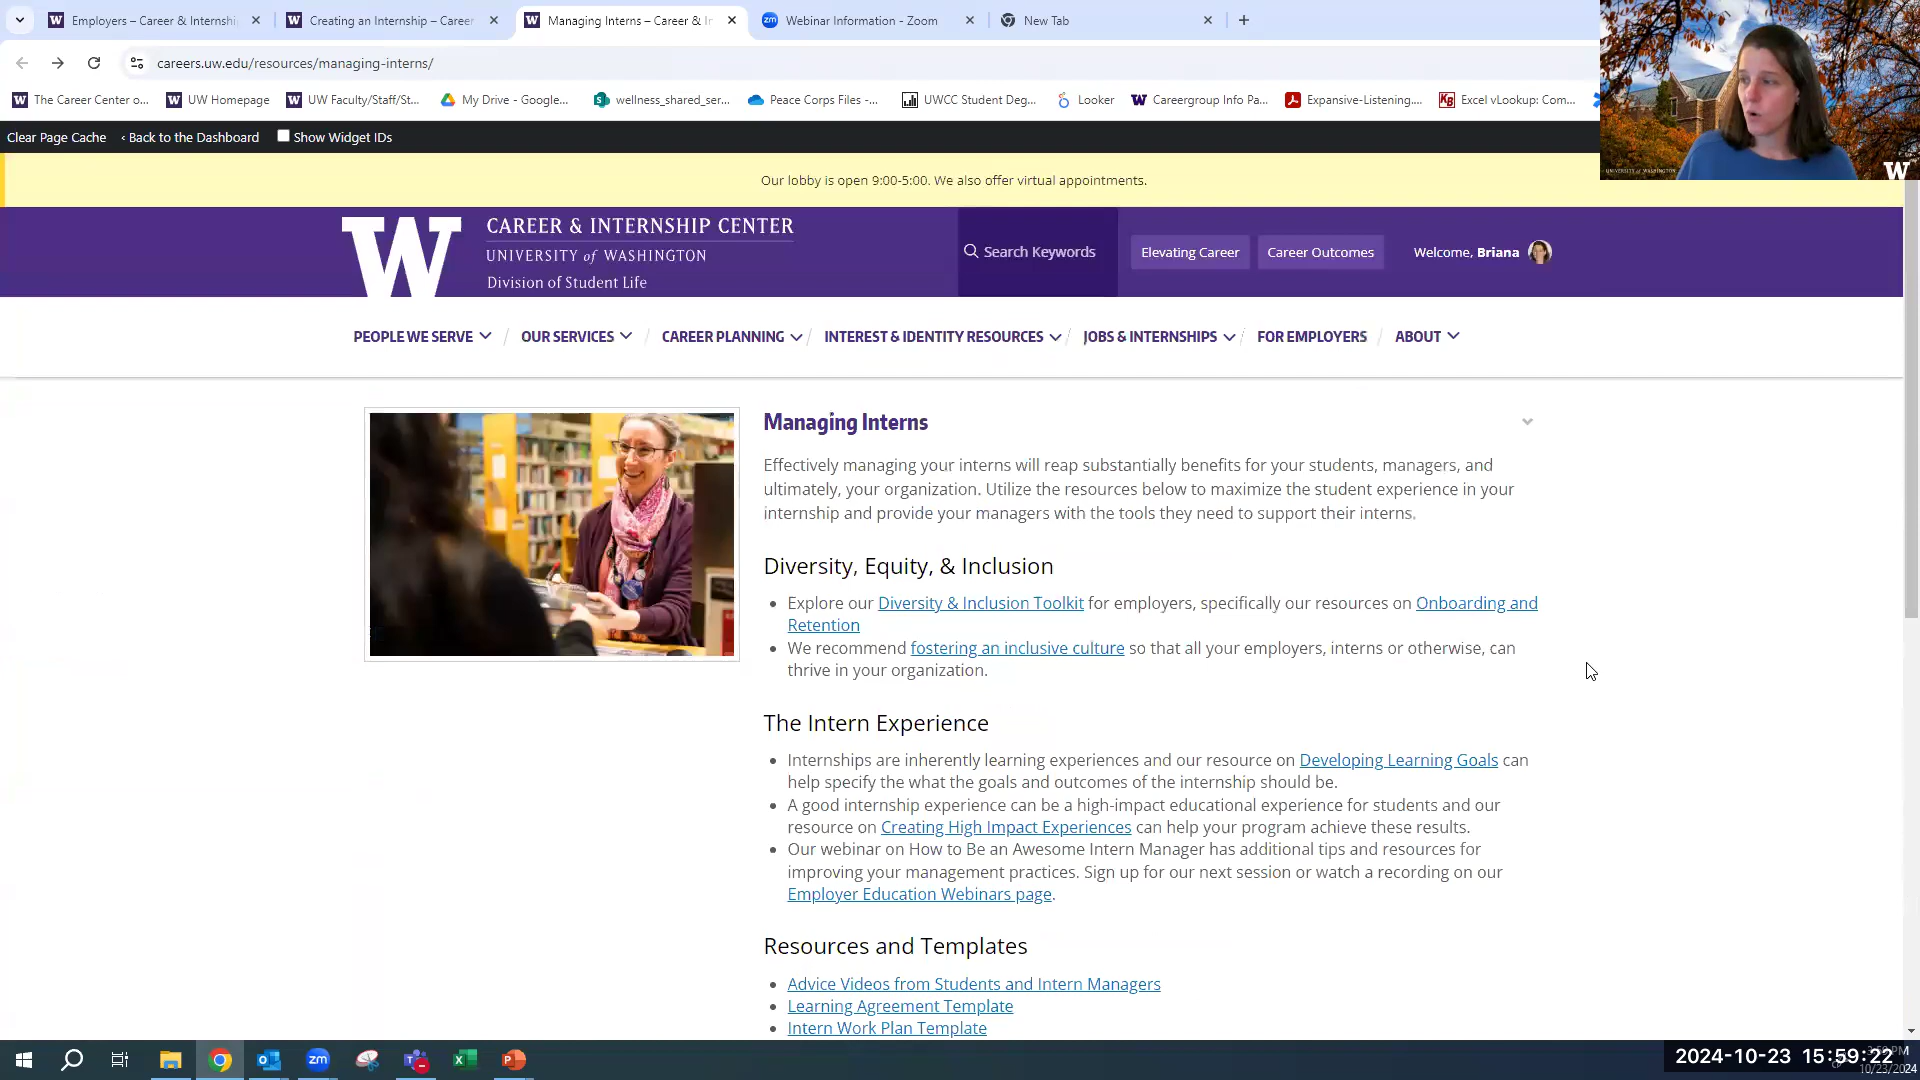 Employers – Career & Internshi
Creating an Internship – Career
Managing Interns – Career & In
Webinar Information - Zoom
New Tab
careers.uw.edu/resources/managing-interns/
The Career Center o...
UW Homepage
UW Faculty/Staff/St...
My Drive - Google...
wellness_shared_ser...
Peace Corps Files -...
UWCC Student Deg...
Looker
Careergroup Info Pa...
Expansive-Listening....
Excel vLookup: Com...
Clear Page Cache
‹ Back to the Dashboard
Show Widget IDs
UNIVERSITY of WASHINGTON
W
Our lobby is open 9:00-5:00. We also offer virtual appointments.
W
CAREER & INTERNSHIP CENTER
UNIVERSITY of WASHINGTON
Division of Student Life
Search Keywords
Elevating Career
Career Outcomes
Welcome, Briana
PEOPLE WE SERVE
OUR SERVICES
CAREER PLANNING
INTEREST & IDENTITY RESOURCES
JOBS & INTERNSHIPS
FOR EMPLOYERS
ABOUT
Managing Interns
Effectively managing your interns will reap substantially benefits for your students, managers, and
ultimately, your organization. Utilize the resources below to maximize the student experience in your
internship and provide your managers with the tools they need to support their interns.
Diversity, Equity, & Inclusion
Explore our Diversity & Inclusion Toolkit for employers, specifically our resources on Onboarding and
Retention
We recommend fostering an inclusive culture so that all your employers, interns or otherwise, can
thrive in your organization.
The Intern Experience
Internships are inherently learning experiences and our resource on Developing Learning Goals can
help specify the what the goals and outcomes of the internship should be.
A good internship experience can be a high-impact educational experience for students and our
resource on Creating High Impact Experiences can help your program achieve these results.
Our webinar on How to Be an Awesome Intern Manager has additional tips and resources for
improving your management practices. Sign up for our next session or watch a recording on our
Employer Education Webinars page.
Resources and Templates
Advice Videos from Students and Intern Managers
Learning Agreement Template
Intern Work Plan Template
2024-10-23 15:59:22
10/23/2024